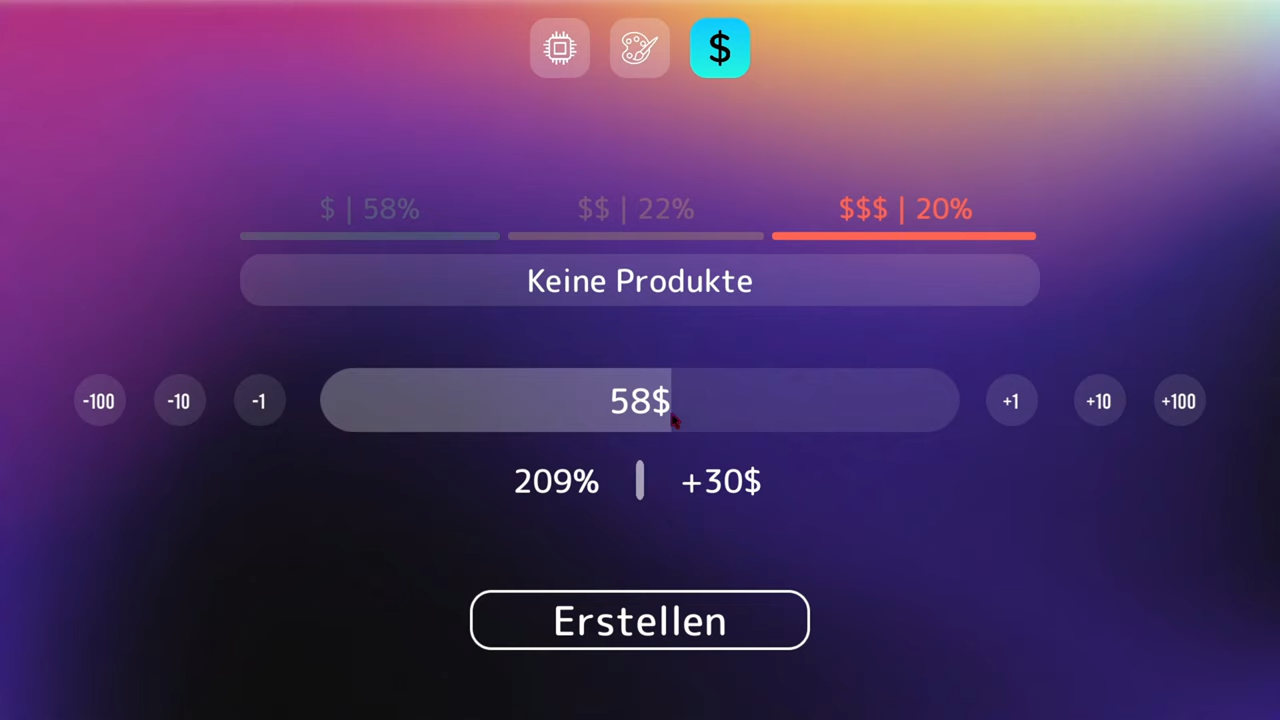 $
$ | 58% $$ | 22% $$$ | 20%
Keine Produkte
-100 -10 -1 58$ +1 +10 +100
209% +30$
Erstellen